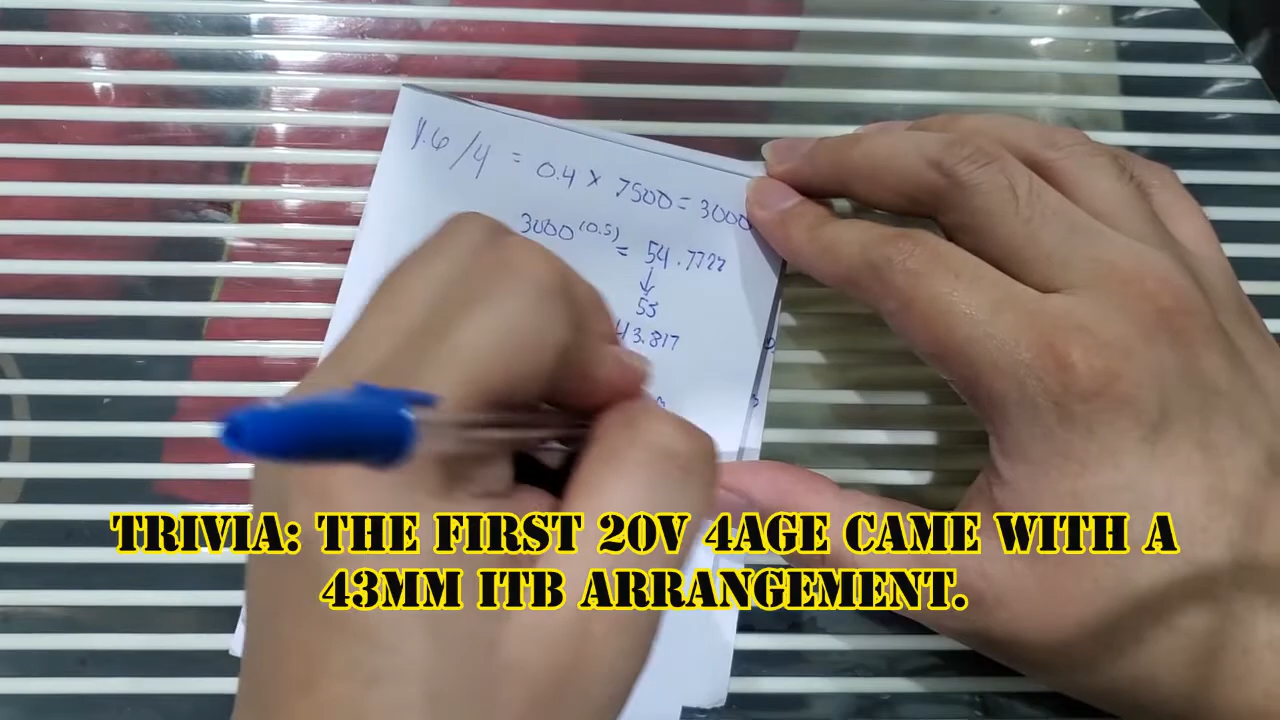 1.6/4 = 0.4 x 7500 = 3000
3000(0.5) = 54.7722
↓
55
43.817
TRIVIA: THE FIRST 20V 4AGE CAME WITH A
43MM ITB ARRANGEMENT.